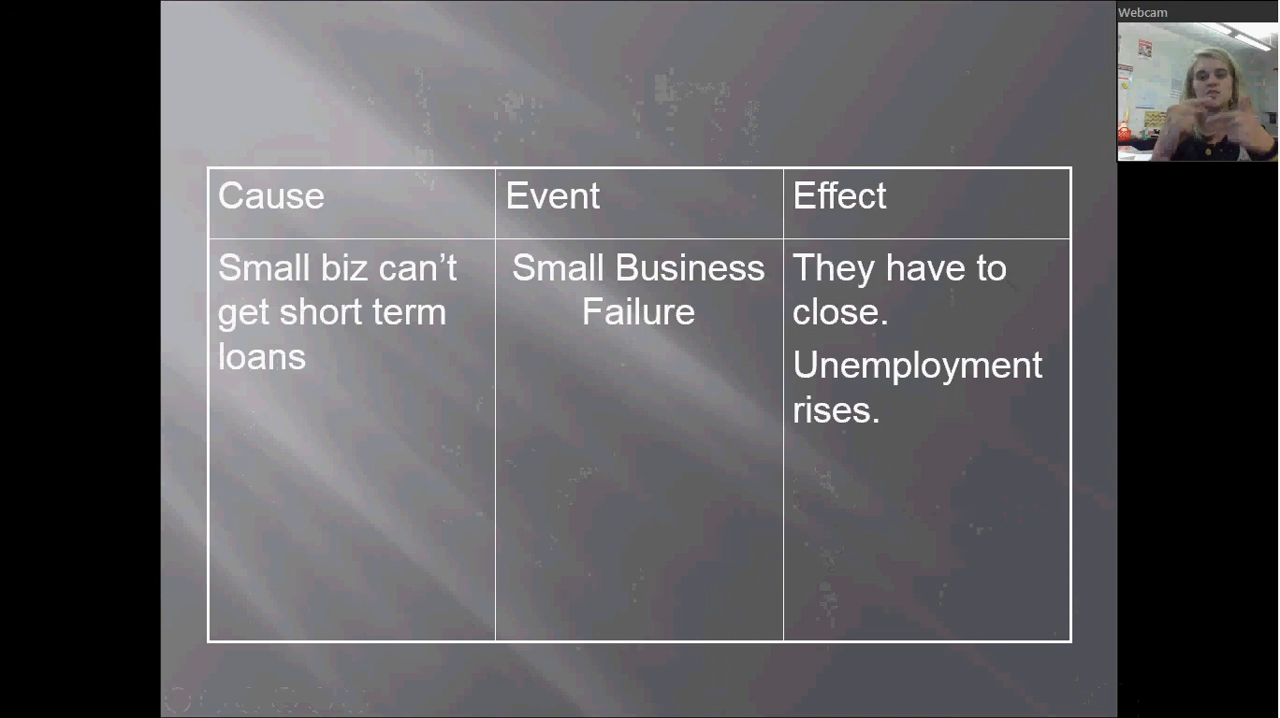 Webcam
Cause
Event
Effect
Small biz can't
get short term
loans
Small Business
Failure
They have to
close.
Unemployment
rises.